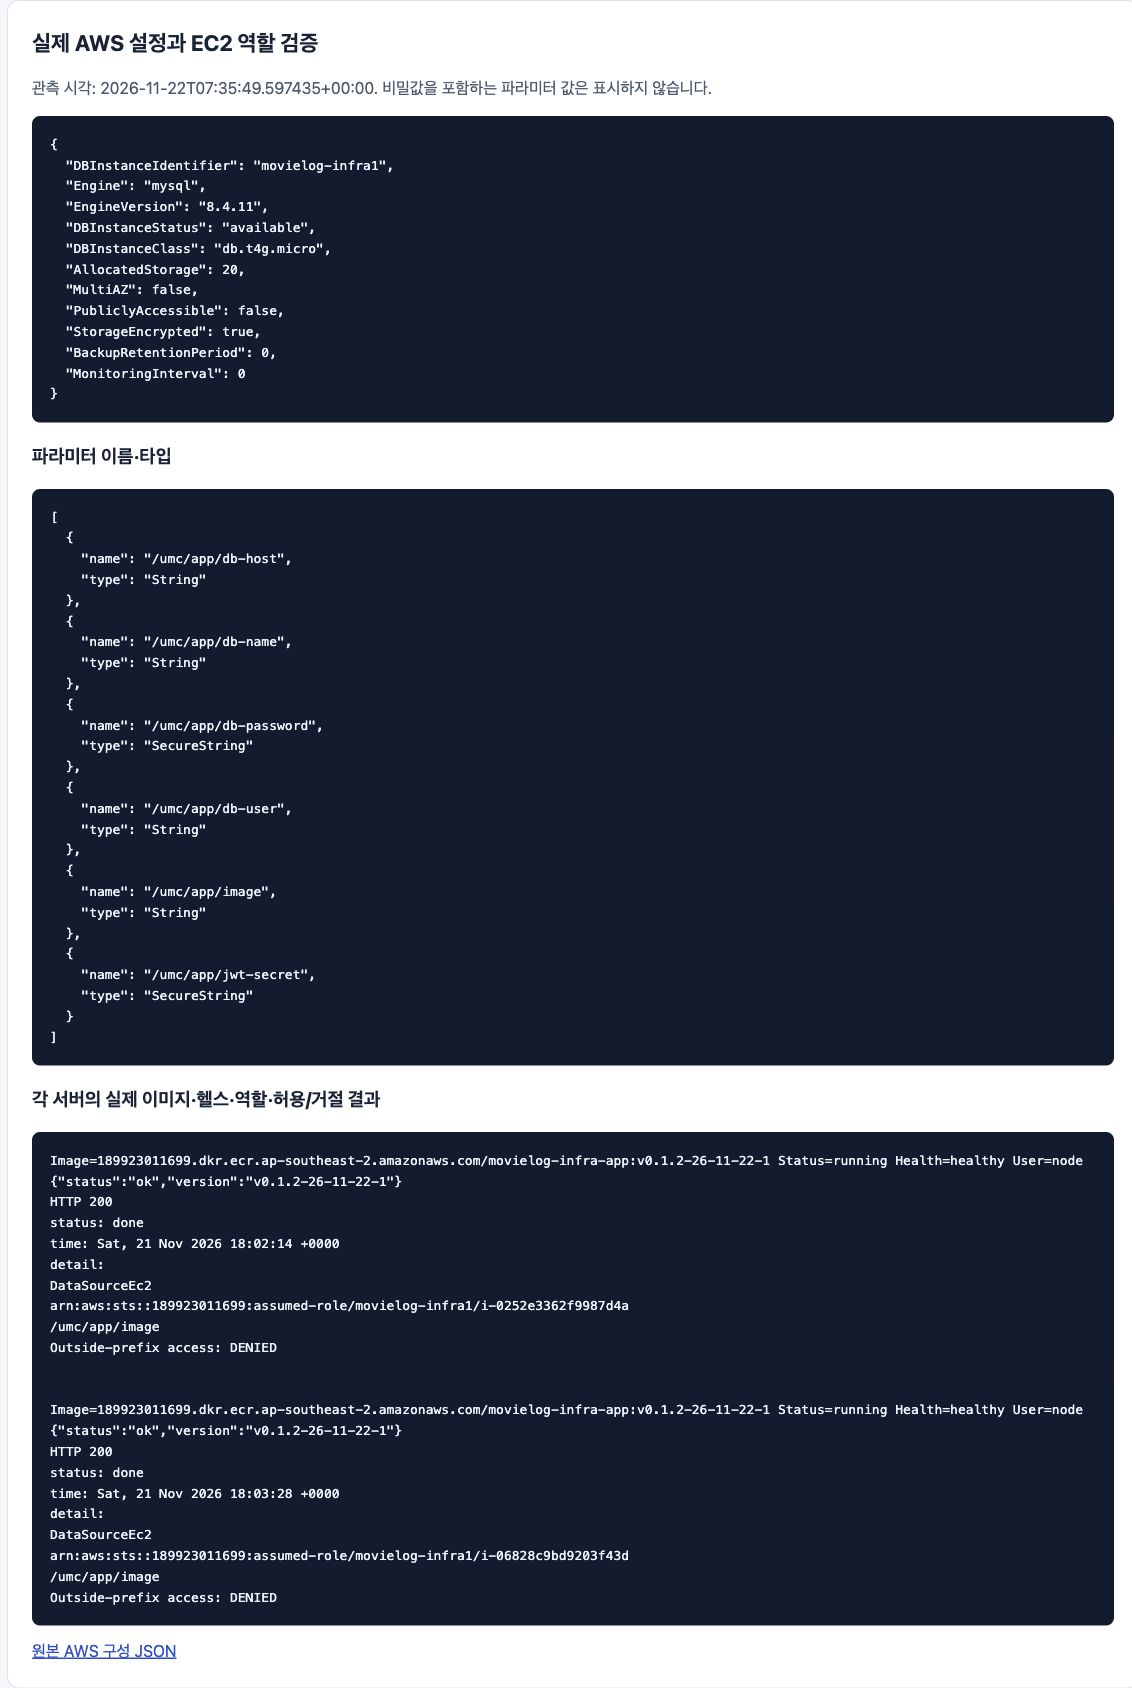 실제 AWS 설정과 EC2 역할 검증
관측 시각: 2026-11-22T07:35:49.597435+00:00. 비밀값을 포함하는 파라미터 값은 표시하지 않습니다.
{
  "DBInstanceIdentifier": "movielog-infra1",
  "Engine": "mysql",
  "EngineVersion": "8.4.11",
  "DBInstanceStatus": "available",
  "DBInstanceClass": "db.t4g.micro",
  "AllocatedStorage": 20,
  "MultiAZ": false,
  "PubliclyAccessible": false,
  "StorageEncrypted": true,
  "BackupRetentionPeriod": 0,
  "MonitoringInterval": 0
}
파라미터 이름·타입
[
  {
    "name": "/umc/app/db-host",
    "type": "String"
  },
  {
    "name": "/umc/app/db-name",
    "type": "String"
  },
  {
    "name": "/umc/app/db-password",
    "type": "SecureString"
  },
  {
    "name": "/umc/app/db-user",
    "type": "String"
  },
  {
    "name": "/umc/app/image",
    "type": "String"
  },
  {
    "name": "/umc/app/jwt-secret",
    "type": "SecureString"
  }
]
각 서버의 실제 이미지·헬스·역할·허용/거절 결과
Image=189923011699.dkr.ecr.ap-southeast-2.amazonaws.com/movielog-infra-app:v0.1.2-26-11-22-1 Status=running Health=healthy User=node
{"status":"ok","version":"v0.1.2-26-11-22-1"}
HTTP 200
status: done
time: Sat, 21 Nov 2026 18:02:14 +0000
detail:
DataSourceEc2
arn:aws:sts::189923011699:assumed-role/movielog-infra1/i-0252e3362f9987d4a
/umc/app/image
Outside-prefix access: DENIED
Image=189923011699.dkr.ecr.ap-southeast-2.amazonaws.com/movielog-infra-app:v0.1.2-26-11-22-1 Status=running Health=healthy User=node
{"status":"ok","version":"v0.1.2-26-11-22-1"}
HTTP 200
status: done
time: Sat, 21 Nov 2026 18:03:28 +0000
detail:
DataSourceEc2
arn:aws:sts::189923011699:assumed-role/movielog-infra1/i-06828c9bd9203f43d
/umc/app/image
Outside-prefix access: DENIED
원본 AWS 구성 JSON